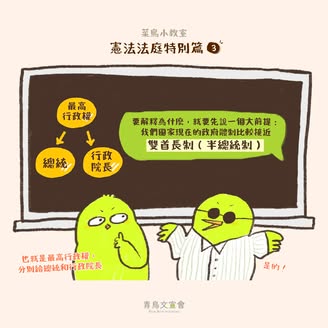 菜鳥小教室
憲法法庭特別篇 3
最高
行政權
總統
行政
院長
要解釋為什麼,就要先說一個大前提:
我們國家現在的政府體制比較接近
雙首長制(半總統制)
也就是最高行政權,
分別給總統和行政院長
是的!
青鳥文宣會